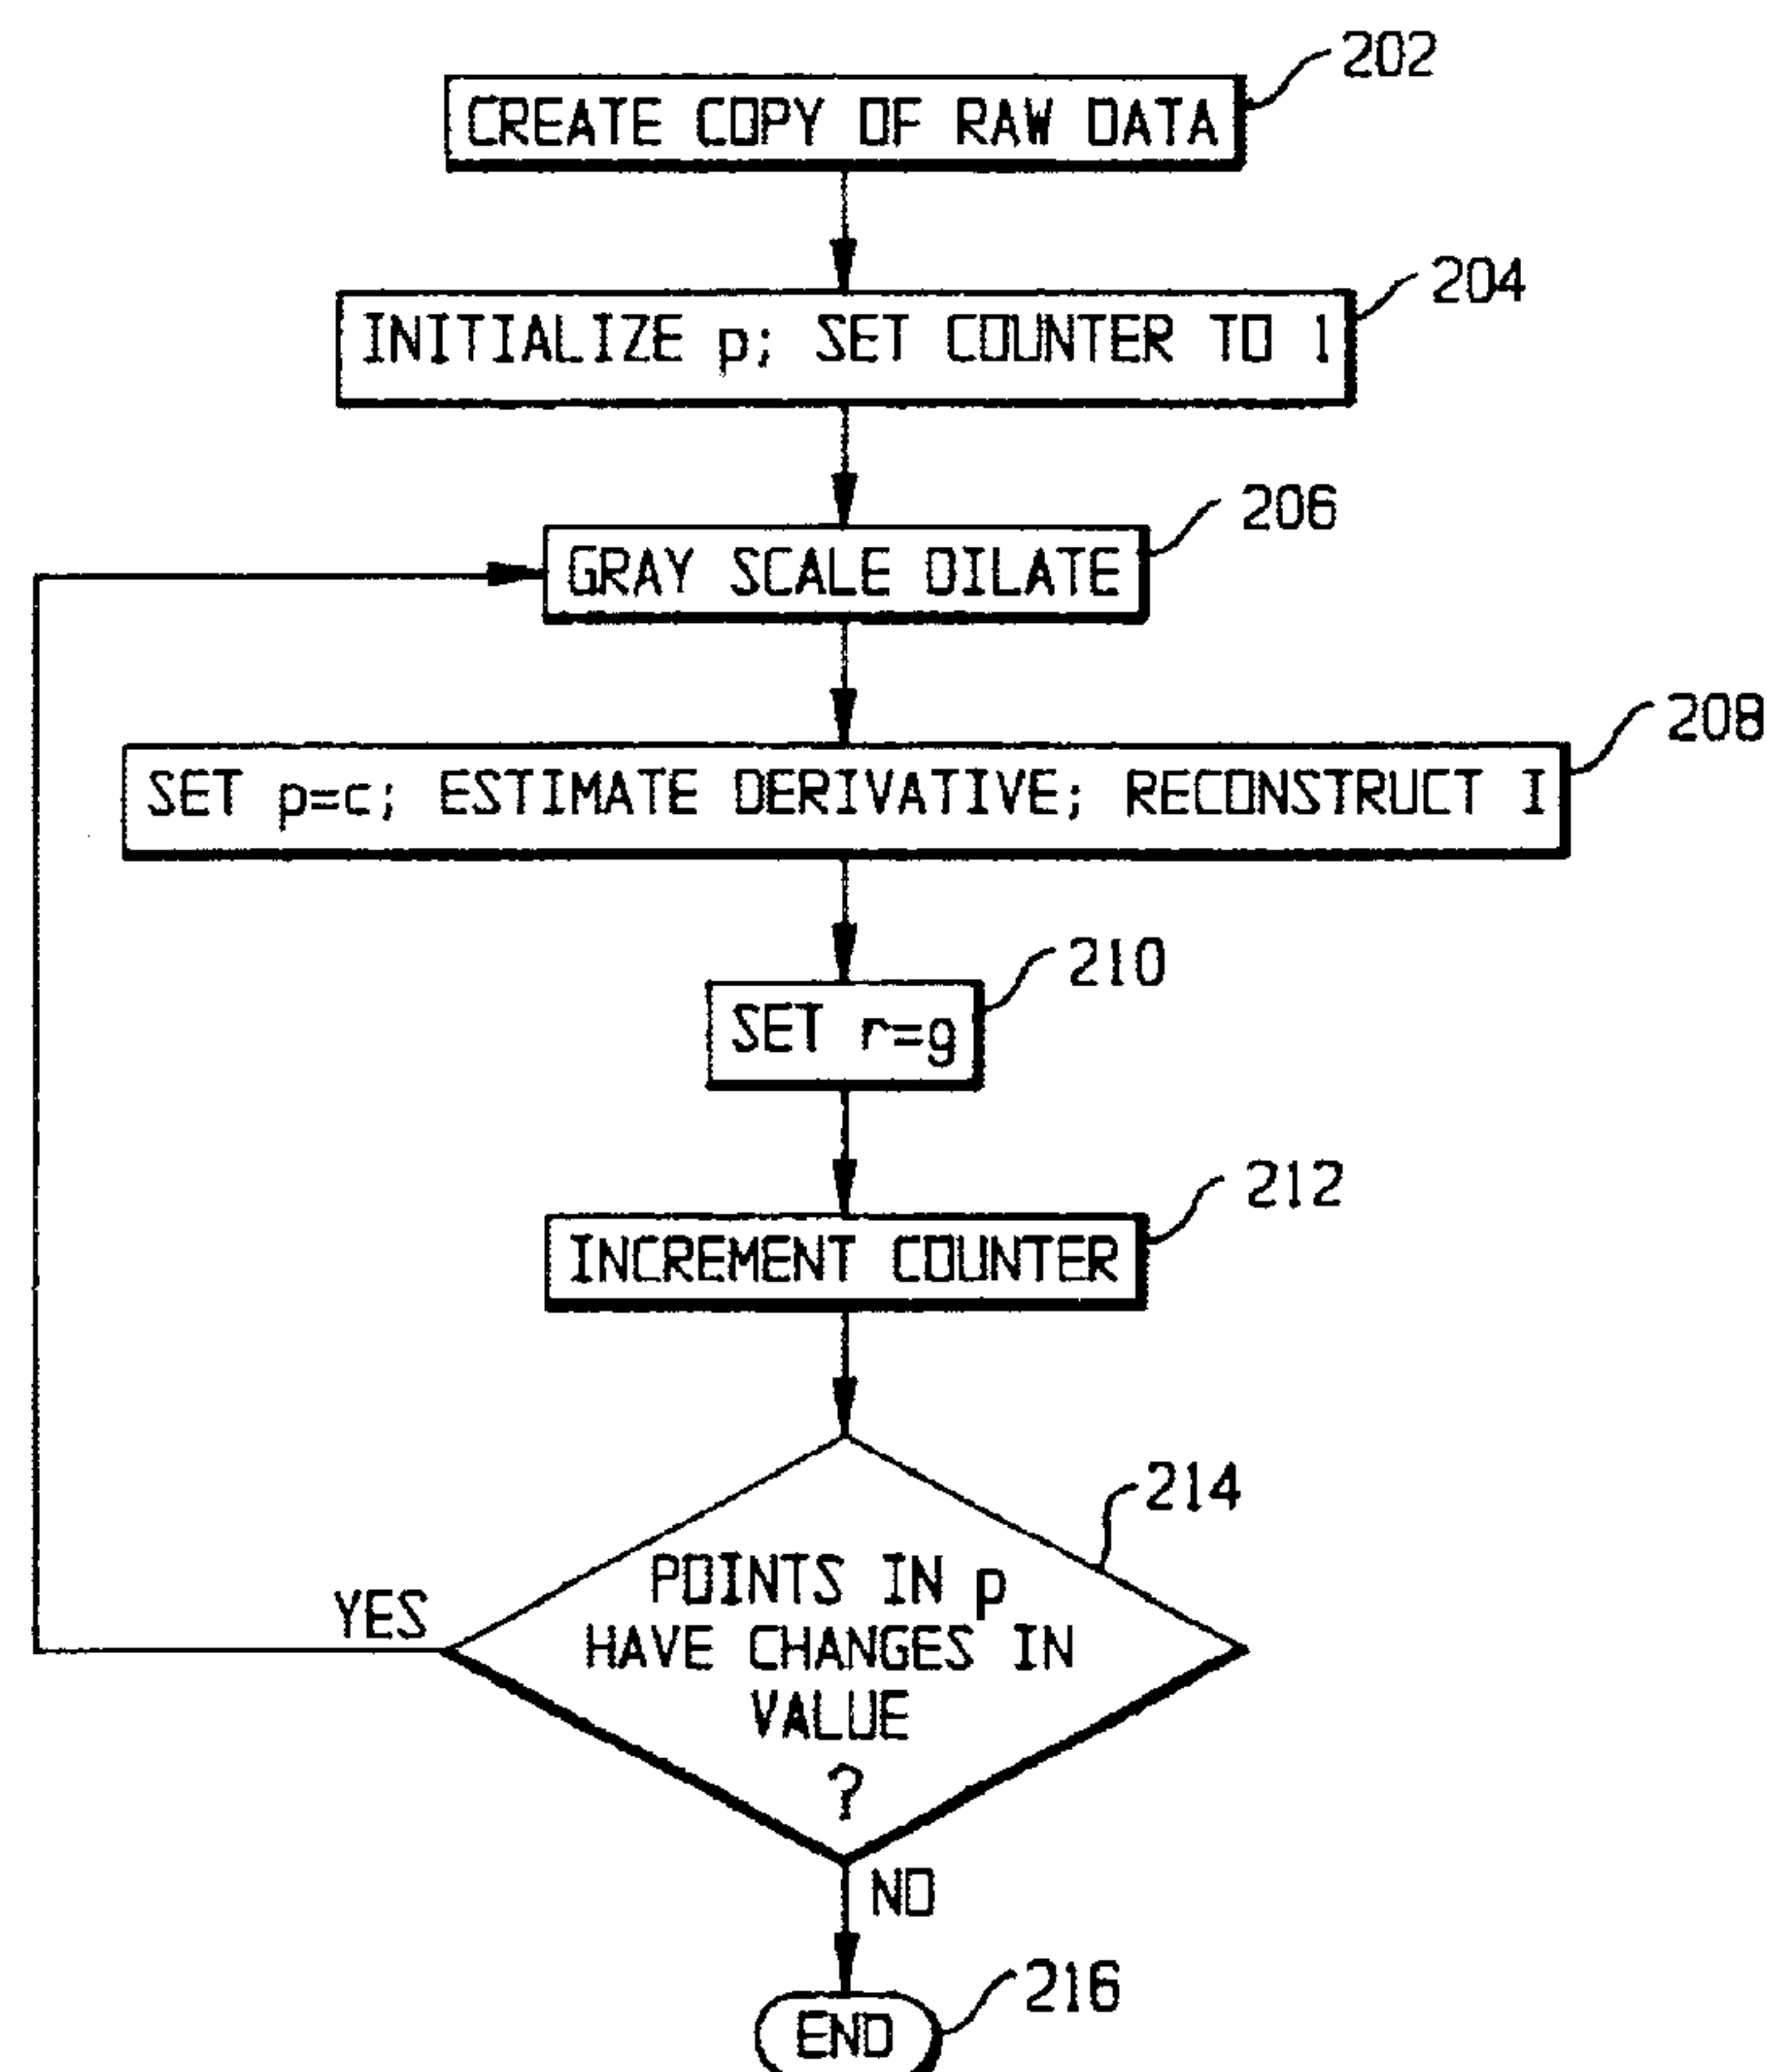 202
CREATE COPY OF RAW DATA
204
INITIALIZE p; SET COUNTER TO 1
206
GRAY SCALE DILATE
208
SET p=c; ESTIMATE DERIVATIVE; RECONSTRUCT I
210
SET r=g
212
INCREMENT COUNTER
214
POINTS IN p
HAVE CHANGES IN
VALUE
?
YES
NO
216
END